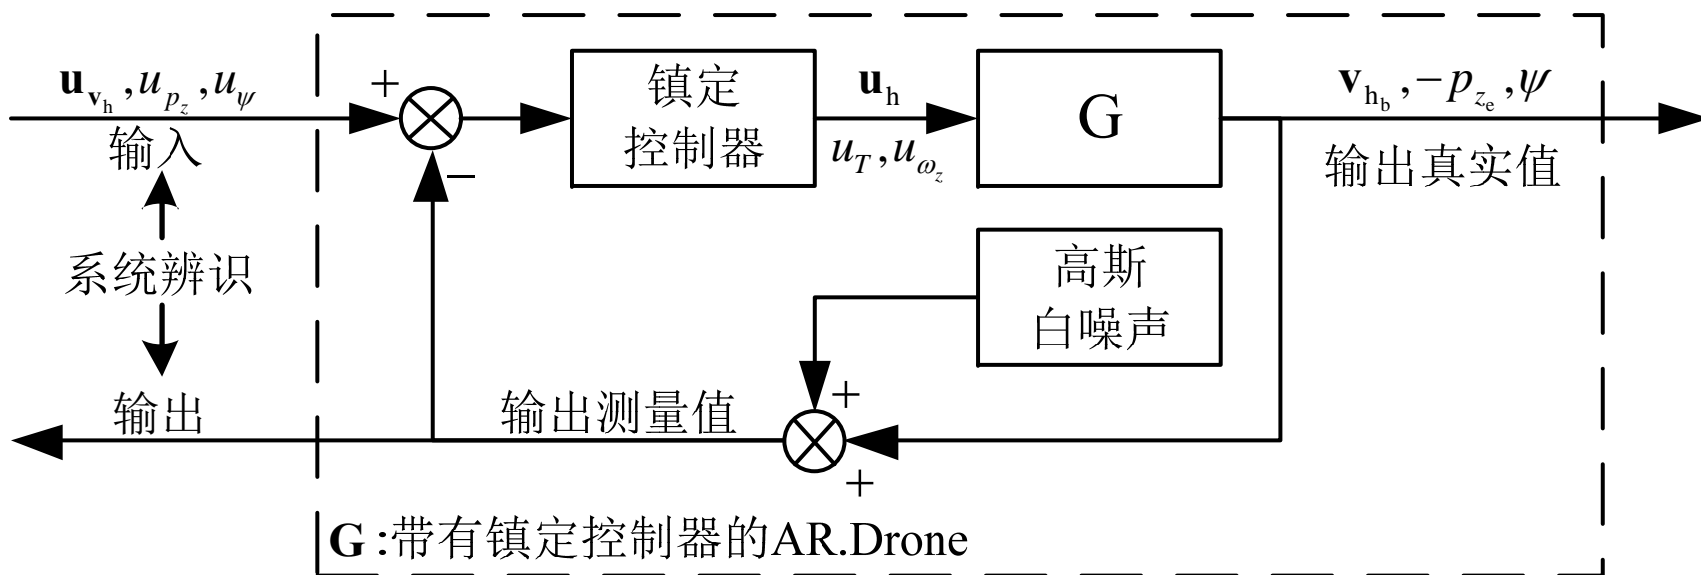 u_{v_h}, u_{p_z}, u_ψ
输入
系统辨识
输出
+
−
镇定
控制器
u_h
u_T, u_{ω_z}
G
v_{h_b}, −p_{z_e}, ψ
输出真实值
高斯
白噪声
+
+
输出测量值
G:带有镇定控制器的AR.Drone